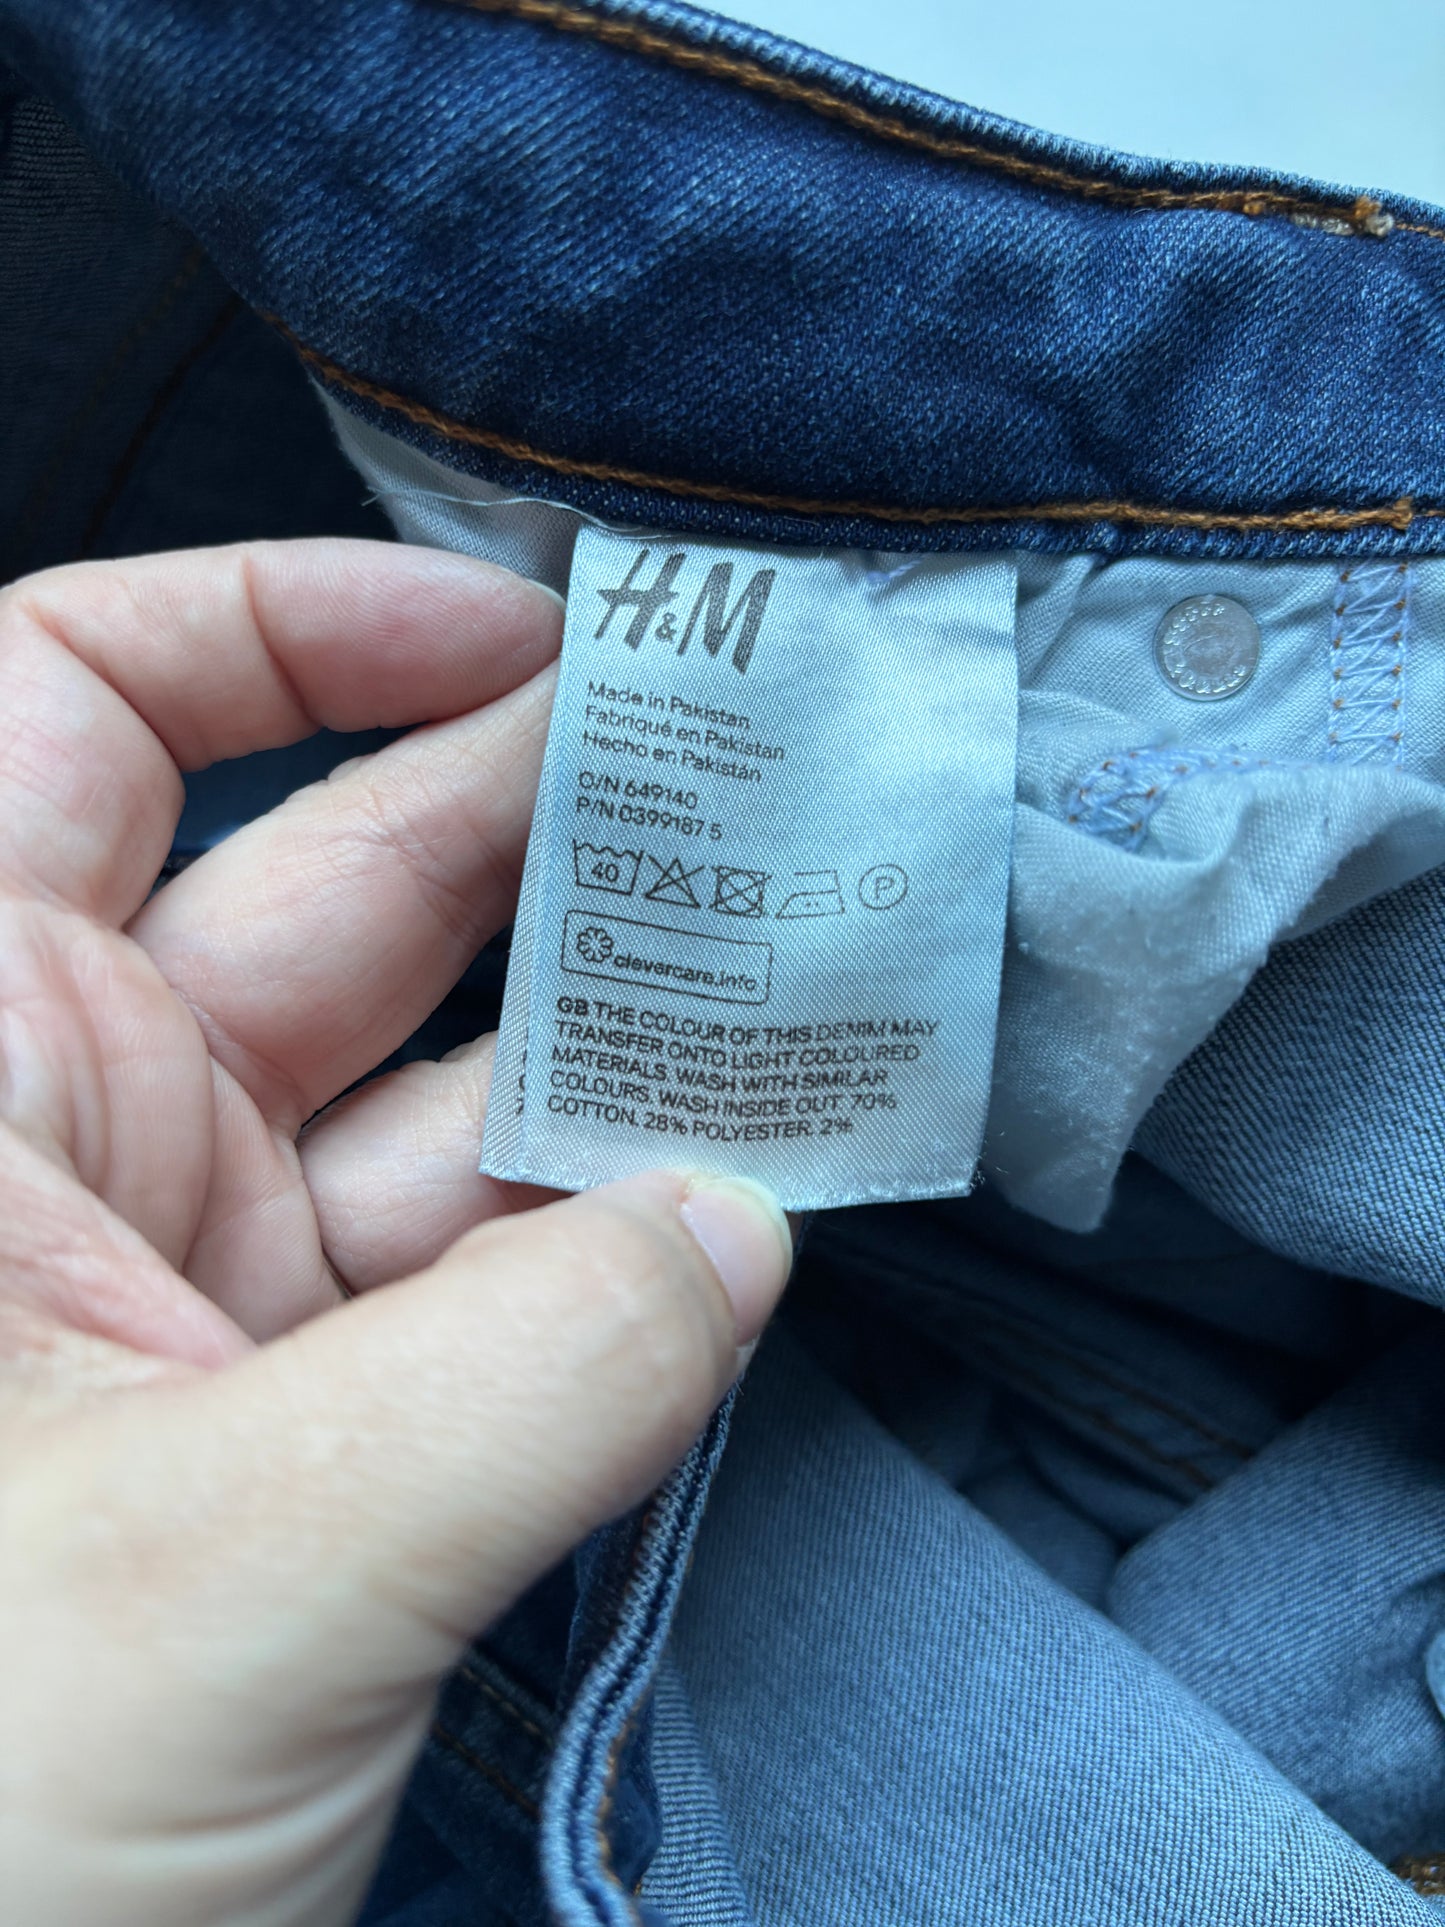 H&M
Made in Pakistan
Fabriqué en Pakistan
Hecho en Pakistán
O/N 649140
P/N 0399187 5
40 P
clevercare.info
GB THE COLOUR OF THIS DENIM MAY
TRANSFER ONTO LIGHT COLOURED
MATERIALS. WASH WITH SIMILAR
COLOURS. WASH INSIDE OUT. 70%
COTTON. 28% POLYESTER. 2%